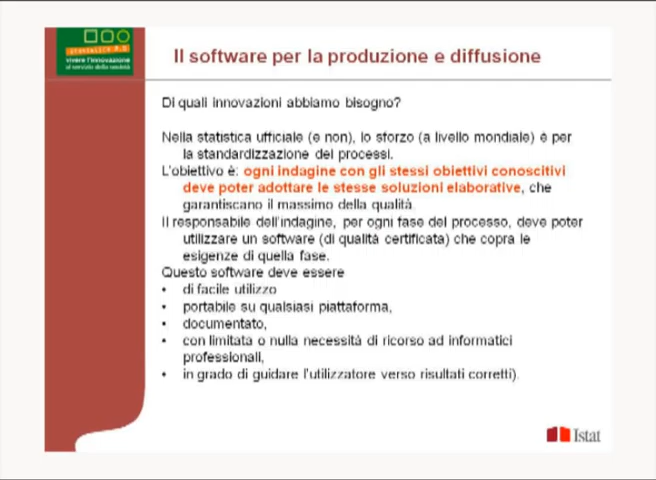 statistica 2.0
vivere l'innovazione
al servizio della società
Il software per la produzione e diffusione
Di quali innovazioni abbiamo bisogno?
Nella statistica ufficiale (e non), lo sforzo (a livello mondiale) è per
la standardizzazione dei processi.
L'obiettivo è: ogni indagine con gli stessi obiettivi conoscitivi
deve poter adottare le stesse soluzioni elaborative, che
garantiscano il massimo della qualità.
Il responsabile dell'indagine, per ogni fase del processo, deve poter
utilizzare un software (di qualità certificata) che copra le
esigenze di quella fase.
Questo software deve essere
• di facile utilizzo
• portabile su qualsiasi piattaforma,
• documentato,
• con limitata o nulla necessità di ricorso ad informatici
professionali,
• in grado di guidare l'utilizzatore verso risultati corretti).
Istat